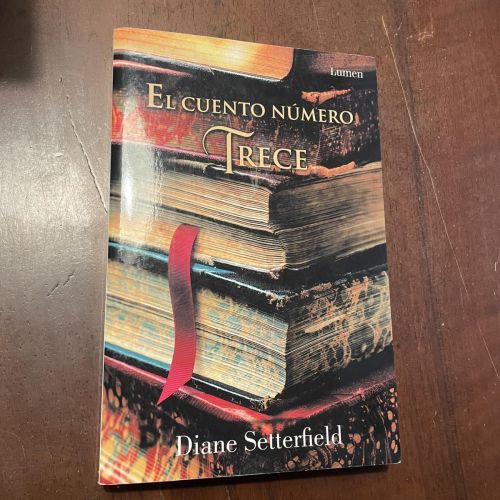 Lumen
EL CUENTO NÚMERO
TRECE
Diane Setterfield